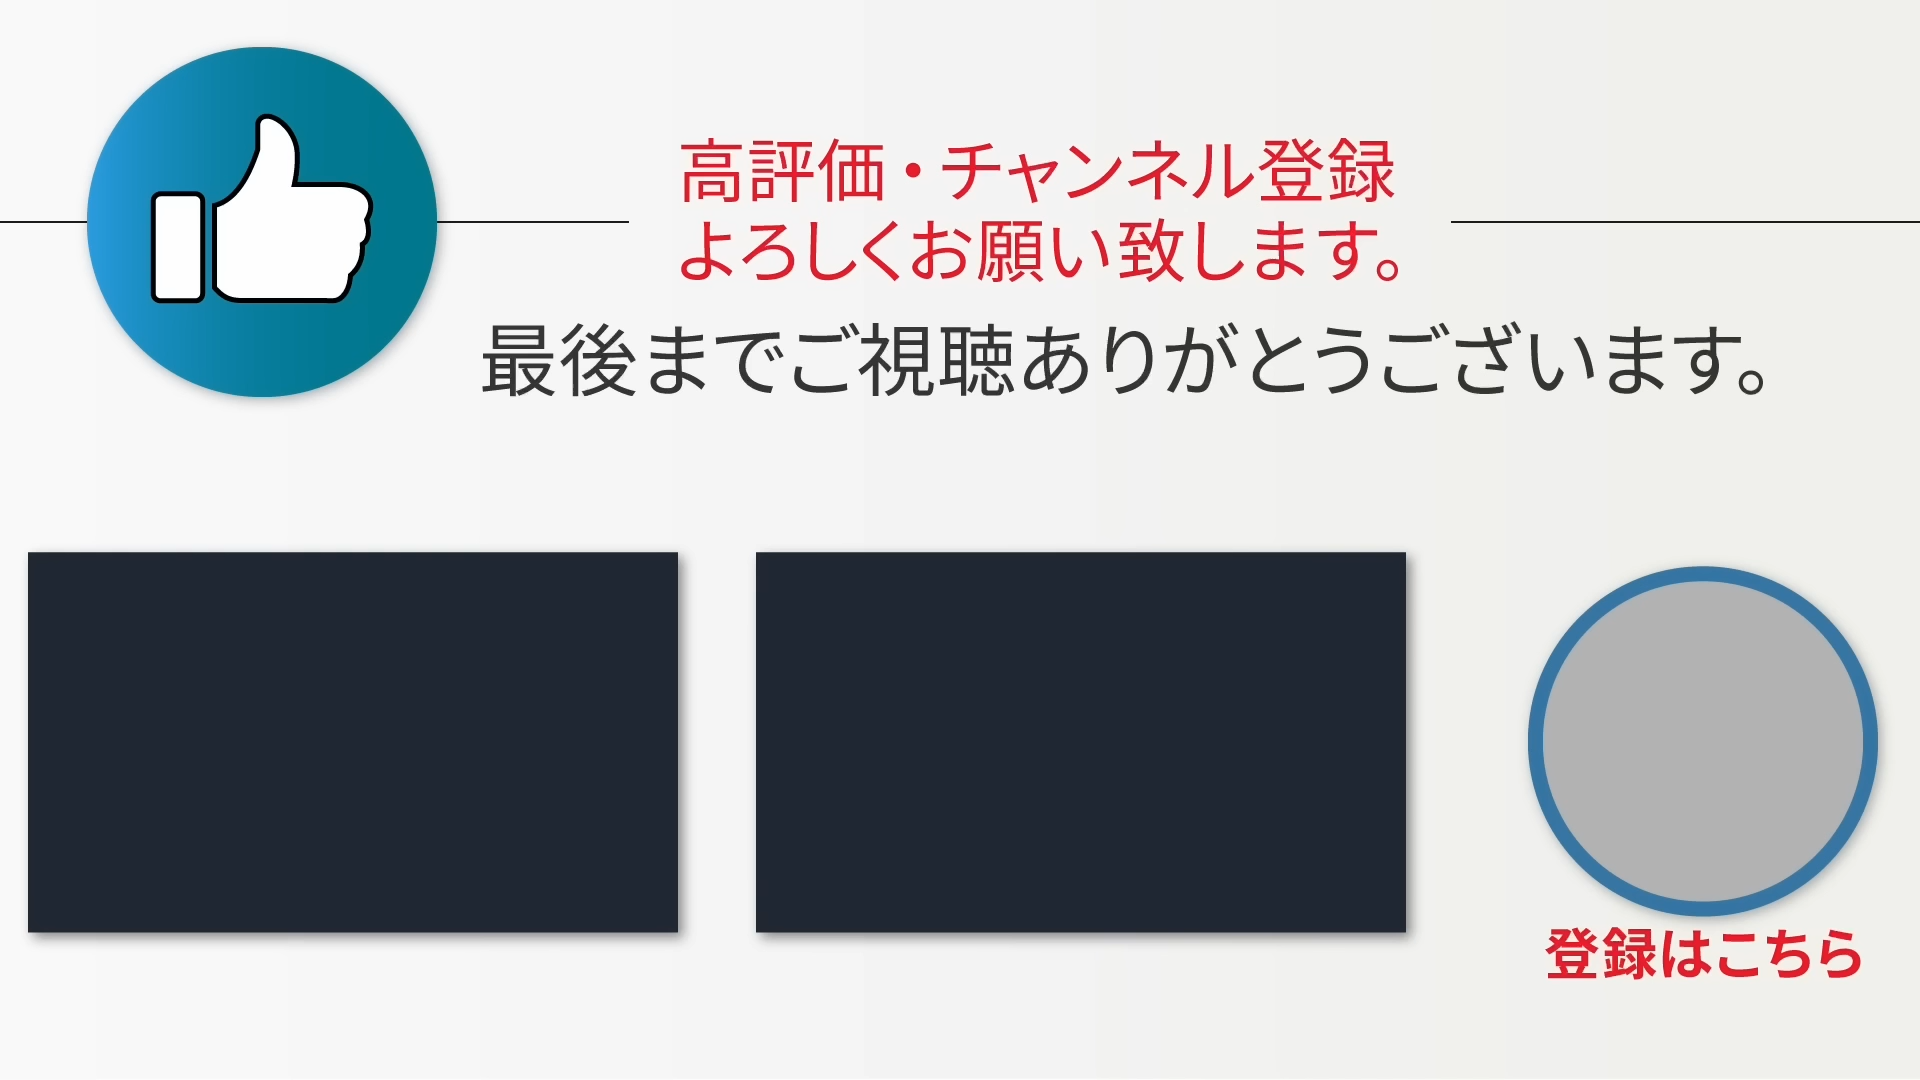 高評価・チャンネル登録
よろしくお願い致します。
最後までご視聴ありがとうございます。
登録はこちら